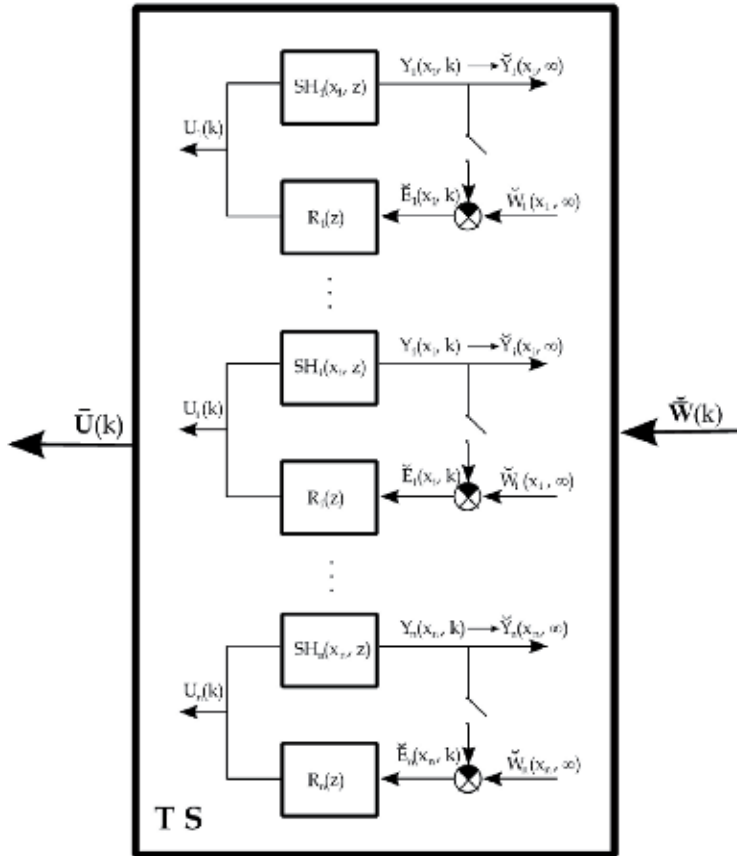 SH₁(x₁, z)
Y₁(x₁, k) → Y̆₁(x₁, ∞)
U₁(k)
R₁(z)
Ĕ₁(x₁, k)
W̆₁(x₁, ∞)
SHᵢ(xᵢ, z)
Yᵢ(xᵢ, k) → Y̆ᵢ(xᵢ, ∞)
Uᵢ(k)
Rᵢ(z)
Ĕᵢ(xᵢ, k)
W̆ᵢ(xᵢ, ∞)
Ū(k)
W̆̄(k)
SHₙ(xₙ, z)
Yₙ(xₙ, k) → Y̆ₙ(xₙ, ∞)
Uₙ(k)
Rₙ(z)
Ĕₙ(xₙ, k)
W̆ₙ(xₙ, ∞)
T S